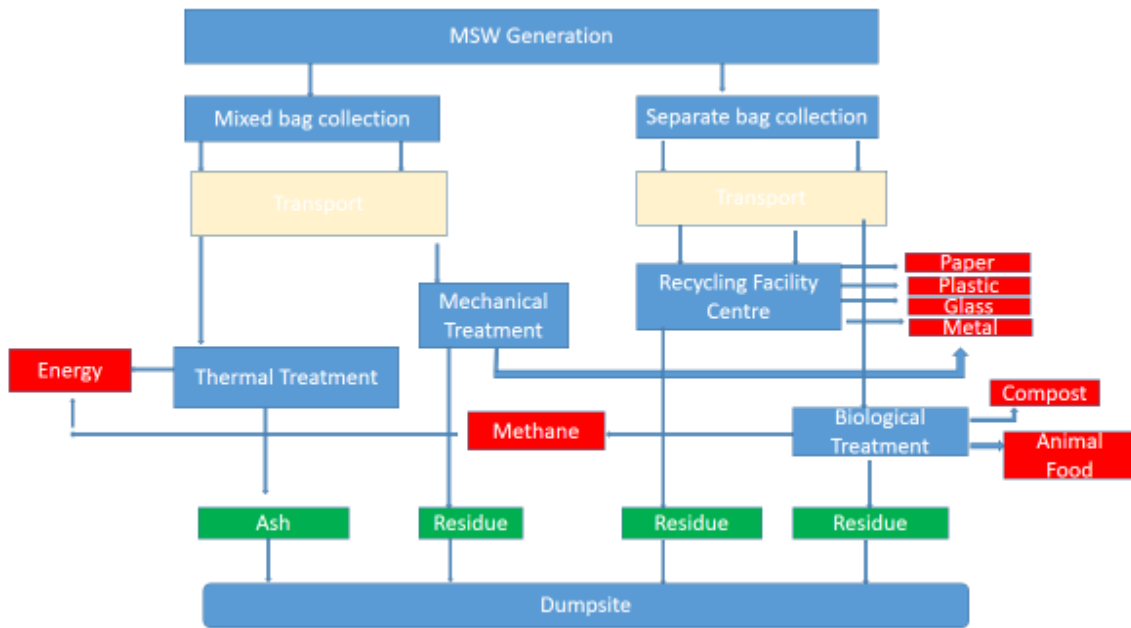 MSW Generation
Mixed bag collection
Separate bag collection
Transport
Transport
Paper
Plastic
Glass
Metal
Recycling Facility
Centre
Mechanical
Treatment
Energy
Thermal Treatment
Compost
Methane
Biological
Treatment
Animal
Food
Ash
Residue
Residue
Residue
Dumpsite